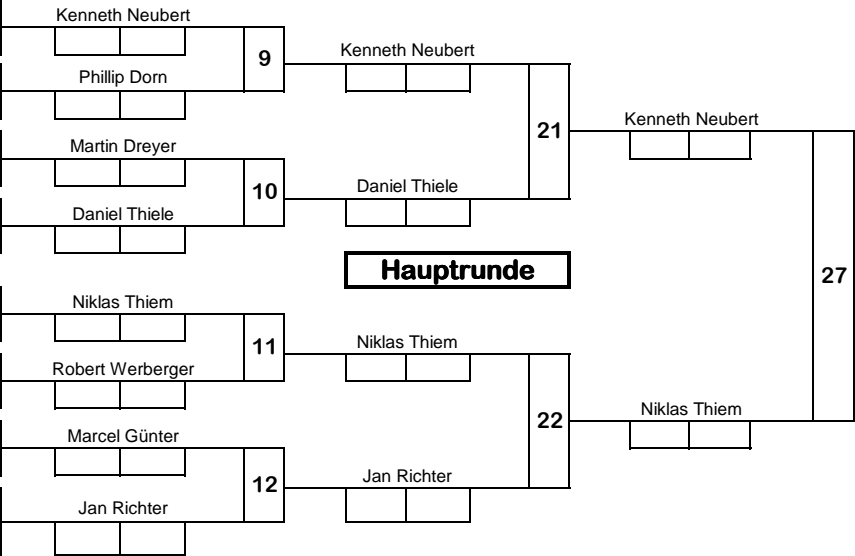 Kenneth Neubert
9
Phillip Dorn
Kenneth Neubert
21
Kenneth Neubert
Martin Dreyer
10
Daniel Thiele
Daniel Thiele
Hauptrunde
27
Niklas Thiem
11
Robert Werberger
Niklas Thiem
22
Niklas Thiem
Marcel Günter
12
Jan Richter
Jan Richter